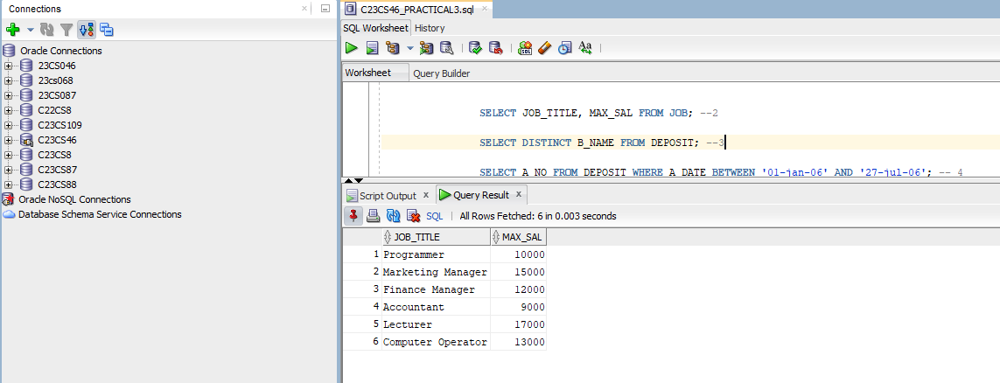 Connections
Oracle Connections
23CS046
23cs068
23CS087
C22CS8
C23CS109
C23CS46
C23CS8
C23CS87
C23CS88
Oracle NoSQL Connections
Database Schema Service Connections
C23CS46_PRACTICAL3.sql
SQL Worksheet History
Worksheet Query Builder
SELECT JOB_TITLE, MAX_SAL FROM JOB; --2
SELECT DISTINCT B_NAME FROM DEPOSIT; --3
SELECT A NO FROM DEPOSIT WHERE A DATE BETWEEN '01-jan-06' AND '27-jul-06'; -- 4
Script Output x Query Result x
SQL | All Rows Fetched: 6 in 0.003 seconds
JOB_TITLE MAX_SAL
1 Programmer 10000
2 Marketing Manager 15000
3 Finance Manager 12000
4 Accountant 9000
5 Lecturer 17000
6 Computer Operator 13000